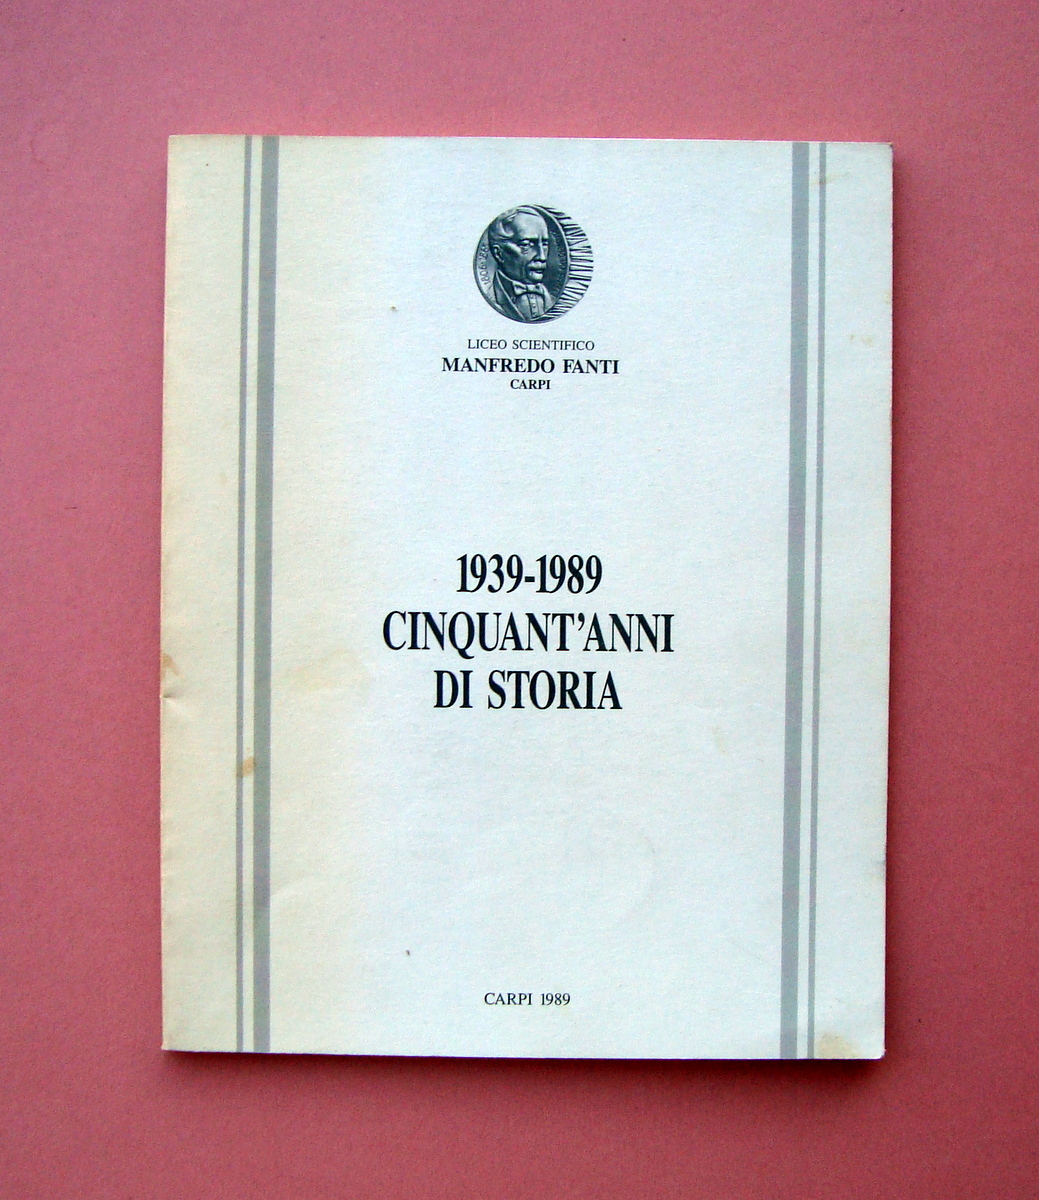 LICEO SCIENTIFICO
MANFREDO FANTI
CARPI
1939-1989
CINQUANT'ANNI
DI STORIA
CARPI 1989